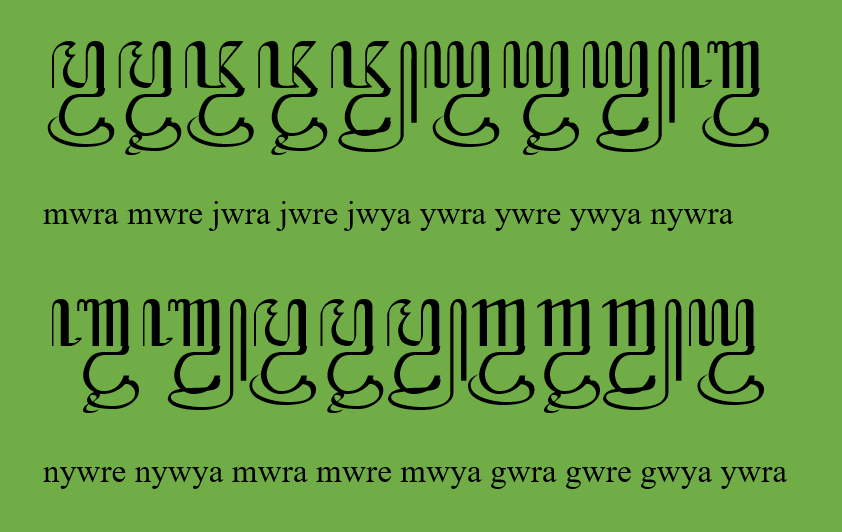 ꦩ꧀ꦮꦿꦩ꧀ꦮꦽꦗ꧀ꦮꦿꦗ꧀ꦮꦽꦗ꧀ꦮꦾꦪ꧀ꦮꦿꦪ꧀ꦮꦽꦪ꧀ꦮꦾꦚ꧀ꦮꦿ
mwra mwre jwra jwre jwya ywra ywre ywya nywra
ꦚ꧀ꦮꦽꦚ꧀ꦮꦾꦩ꧀ꦮꦿꦩ꧀ꦮꦽꦩ꧀ꦮꦾꦒ꧀ꦮꦿꦒ꧀ꦮꦽꦒ꧀ꦮꦾꦪ꧀ꦮꦿ
nywre nywya mwra mwre mwya gwra gwre gwya ywra